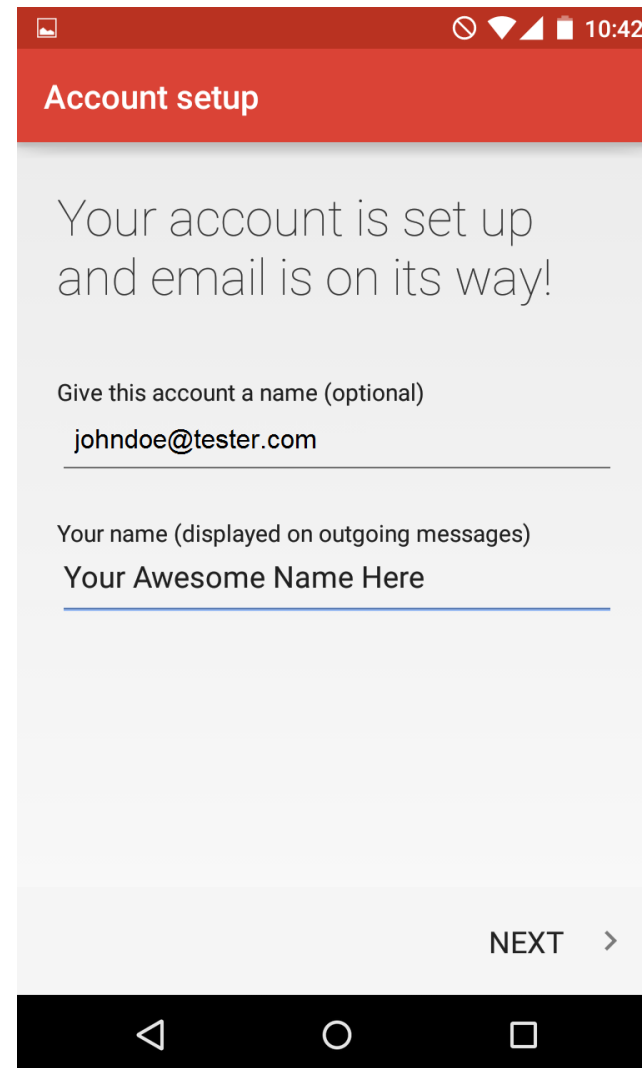 10:42
Account setup
Your account is set up
and email is on its way!
Give this account a name (optional)
johndoe@tester.com
Your name (displayed on outgoing messages)
Your Awesome Name Here
NEXT